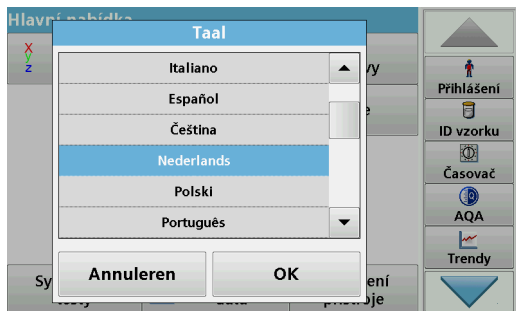 Hlavní nabídka
Taal
x
y
z
Italiano
Español
Čeština
Nederlands
Polski
Português
Annuleren
OK
Přihlášení
ID vzorku
Časovač
AQA
Trendy